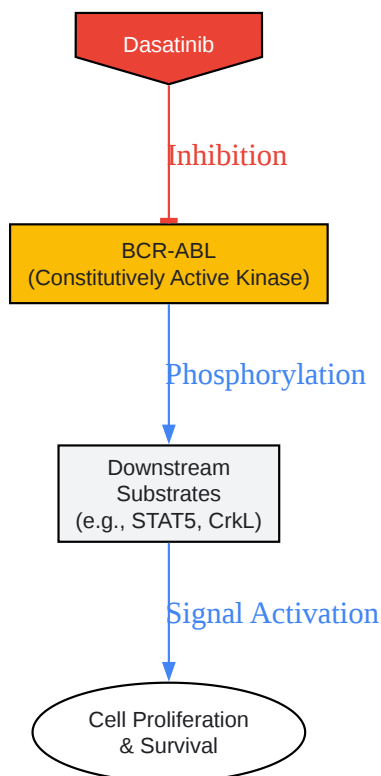 Dasatinib
Inhibition
BCR-ABL
(Constitutively Active Kinase)
Phosphorylation
Downstream
Substrates
(e.g., STAT5, CrkL)
Signal Activation
Cell Proliferation
& Survival